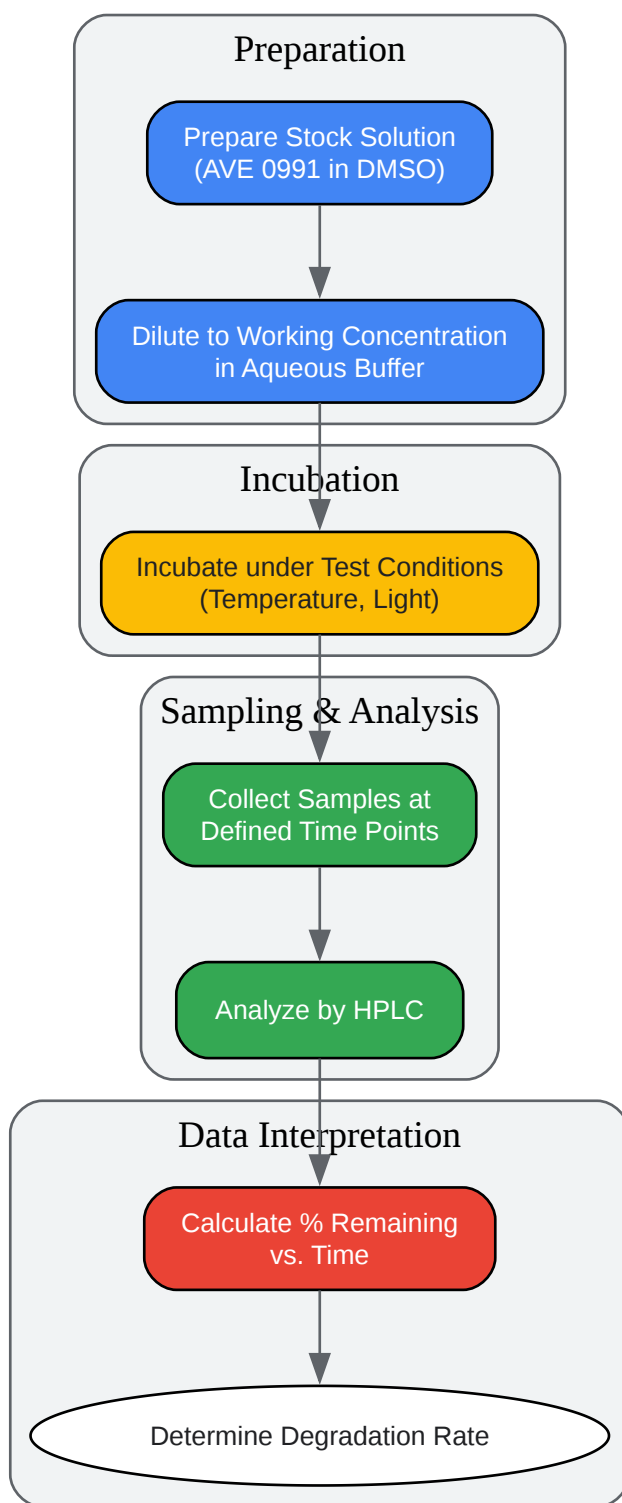 Preparation
Prepare Stock Solution
(AVE 0991 in DMSO)
Dilute to Working Concentration
in Aqueous Buffer
Incubation
Incubate under Test Conditions
(Temperature, Light)
Sampling & Analysis
Collect Samples at
Defined Time Points
Analyze by HPLC
Data Interpretation
Calculate % Remaining
vs. Time
Determine Degradation Rate